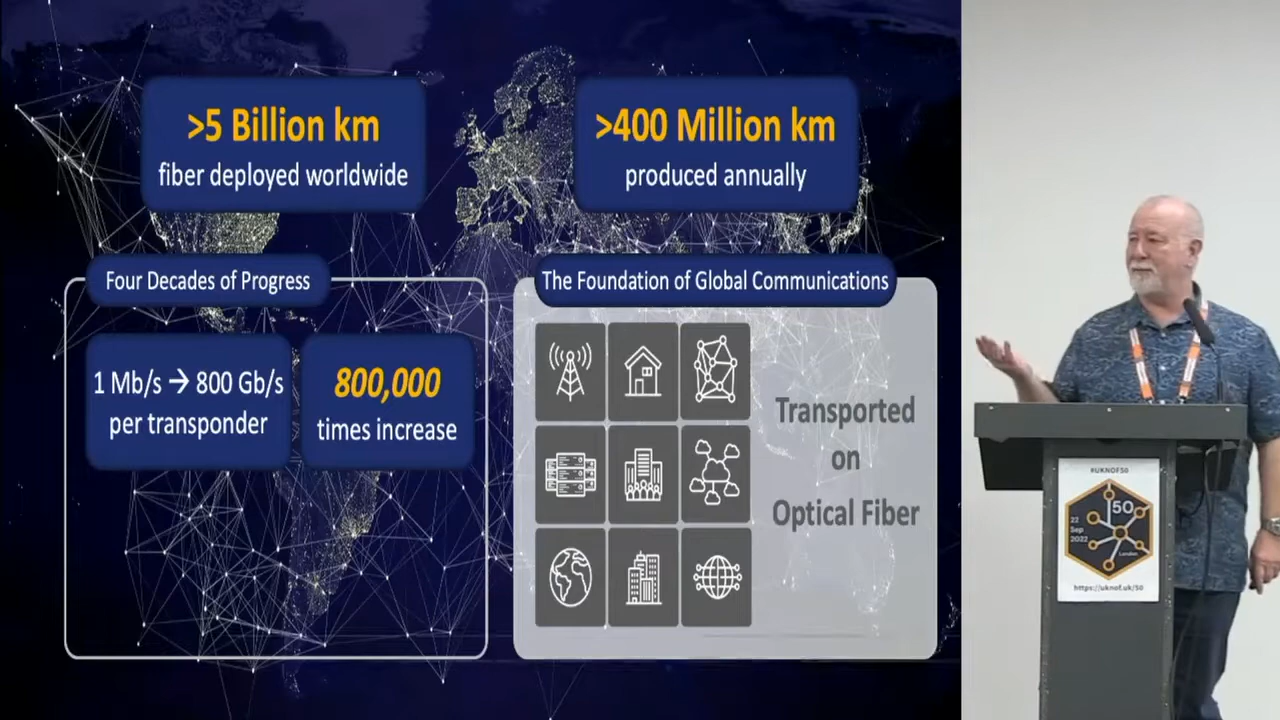 >5 Billion km
fiber deployed worldwide
>400 Million km
produced annually
Four Decades of Progress
1 Mb/s → 800 Gb/s
per transponder
800,000
times increase
The Foundation of Global Communications
Transported
on
Optical Fiber
#UKNOF50
50
22
Sep
2022
London
https://uknof.uk/50